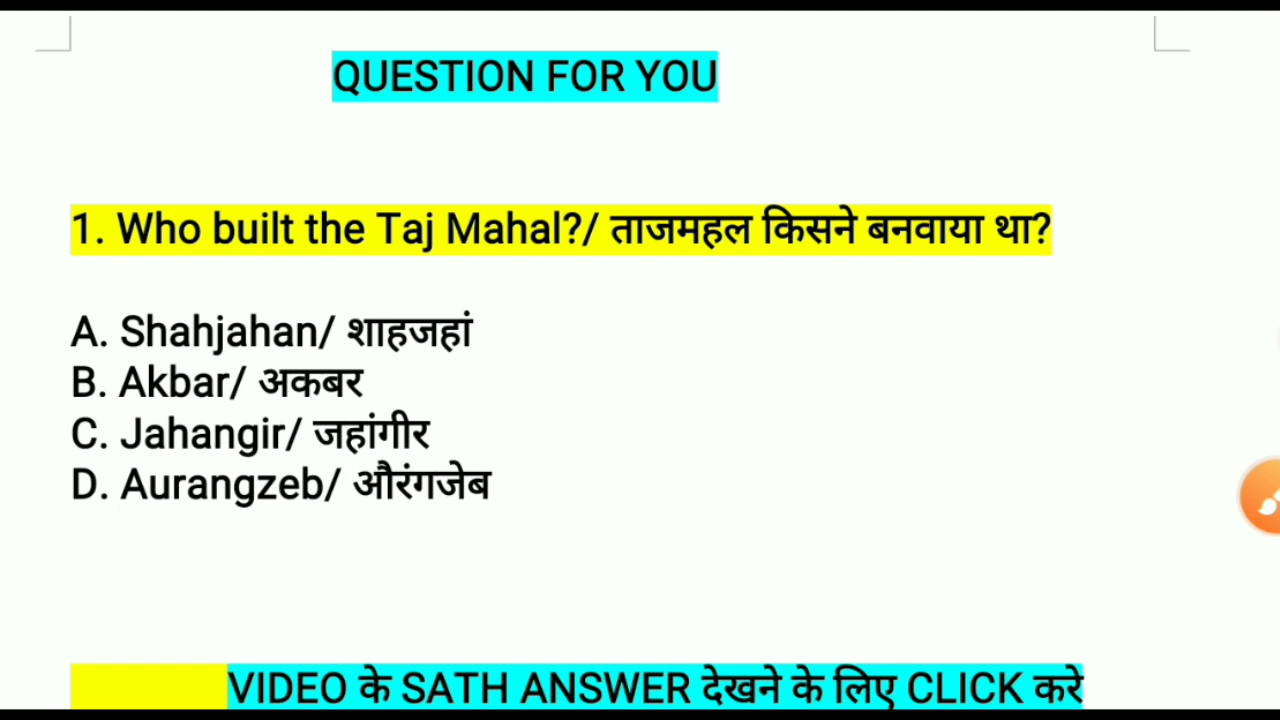 QUESTION FOR YOU
1. Who built the Taj Mahal?/ ताजमहल किसने बनवाया था?
A. Shahjahan/ शाहजहां
B. Akbar/ अकबर
C. Jahangir/ जहांगीर
D. Aurangzeb/ औरंगजेब
VIDEO के SATH ANSWER देखने के लिए CLICK करे